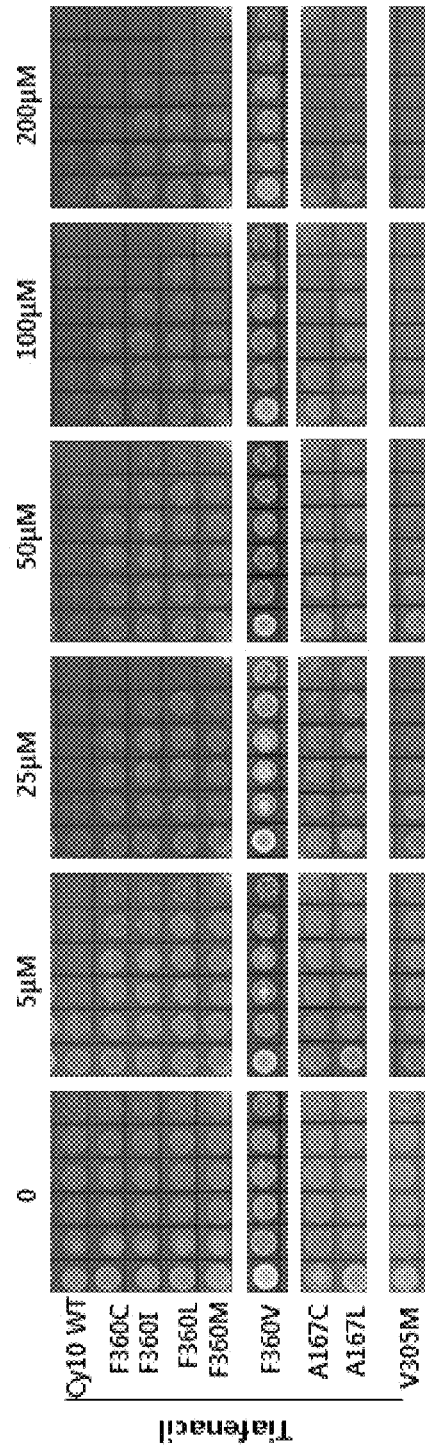 0 5μM 25μM 50μM 100μM 200μM
Tiafenacil
Cy10 WT
F360C
F360I
F360L
F360M
F360V
A167C
A167L
V305M